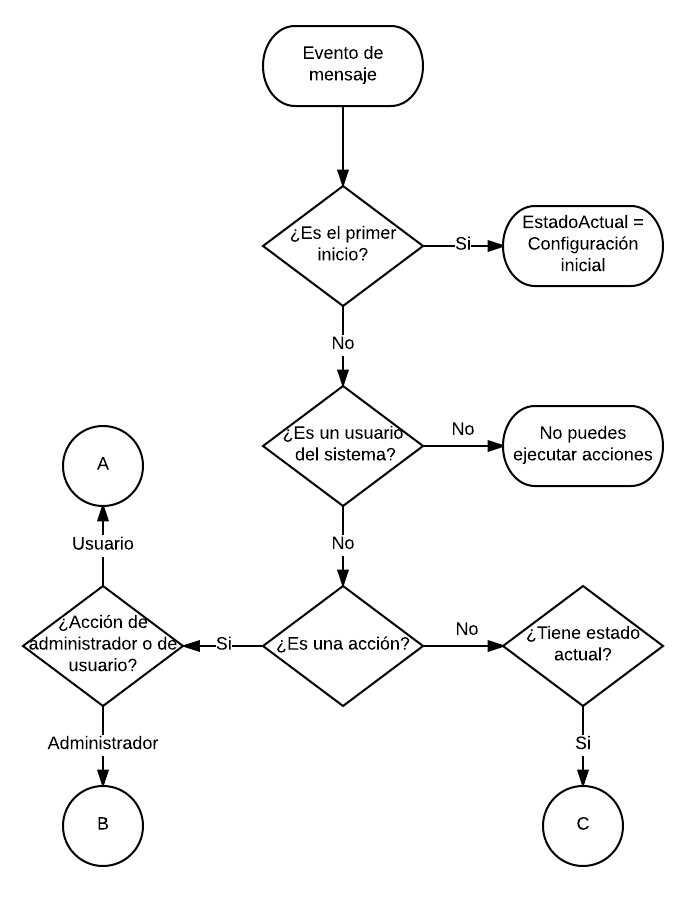 Evento de
mensaje
¿Es el primer
inicio?
Si
EstadoActual =
Configuración
inicial
No
¿Es un usuario
del sistema?
No
No puedes
ejecutar acciones
A
Usuario
No
¿Acción de
administrador o de
usuario?
Si
¿Es una acción?
No
¿Tiene estado
actual?
Administrador
Si
B
C